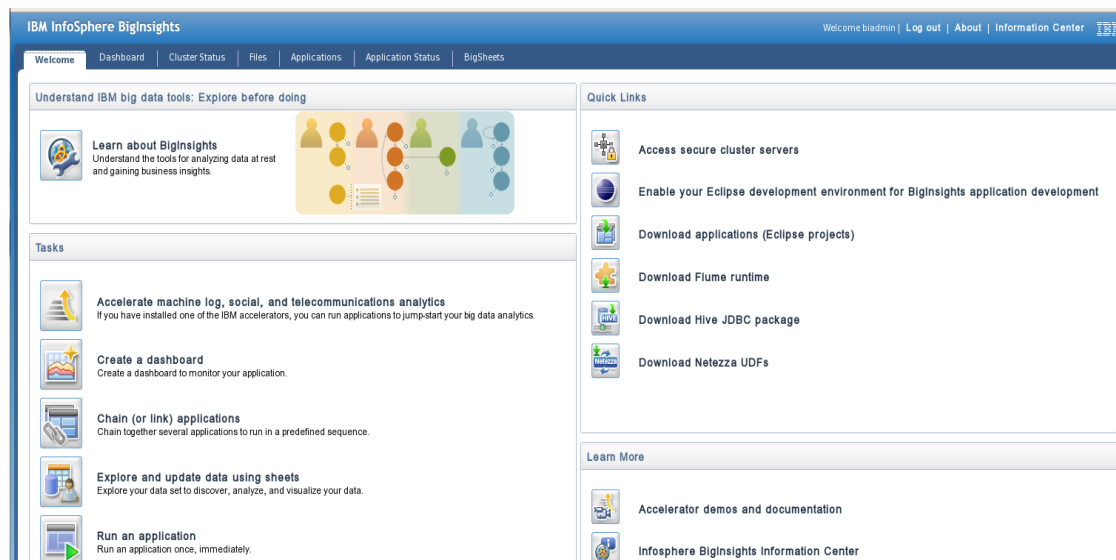 IBM InfoSphere BigInsights
Welcome biadmin | Log out | About | Information Center
Welcome Dashboard Cluster Status Files Applications Application Status BigSheets
Understand IBM big data tools: Explore before doing
Learn about BigInsights
Understand the tools for analyzing data at rest
and gaining business insights.
Tasks
Accelerate machine log, social, and telecommunications analytics
If you have installed one of the IBM accelerators, you can run applications to jump-start your big data analytics.
Create a dashboard
Create a dashboard to monitor your application.
Chain (or link) applications
Chain together several applications to run in a predefined sequence.
Explore and update data using sheets
Explore your data set to discover, analyze, and visualize your data.
Run an application
Run an application once, immediately.
Quick Links
Access secure cluster servers
Enable your Eclipse development environment for BigInsights application development
Download applications (Eclipse projects)
Download Flume runtime
HIVE
Download Hive JDBC package
Netezza
Download Netezza UDFs
Learn More
Accelerator demos and documentation
Infosphere BigInsights Information Center